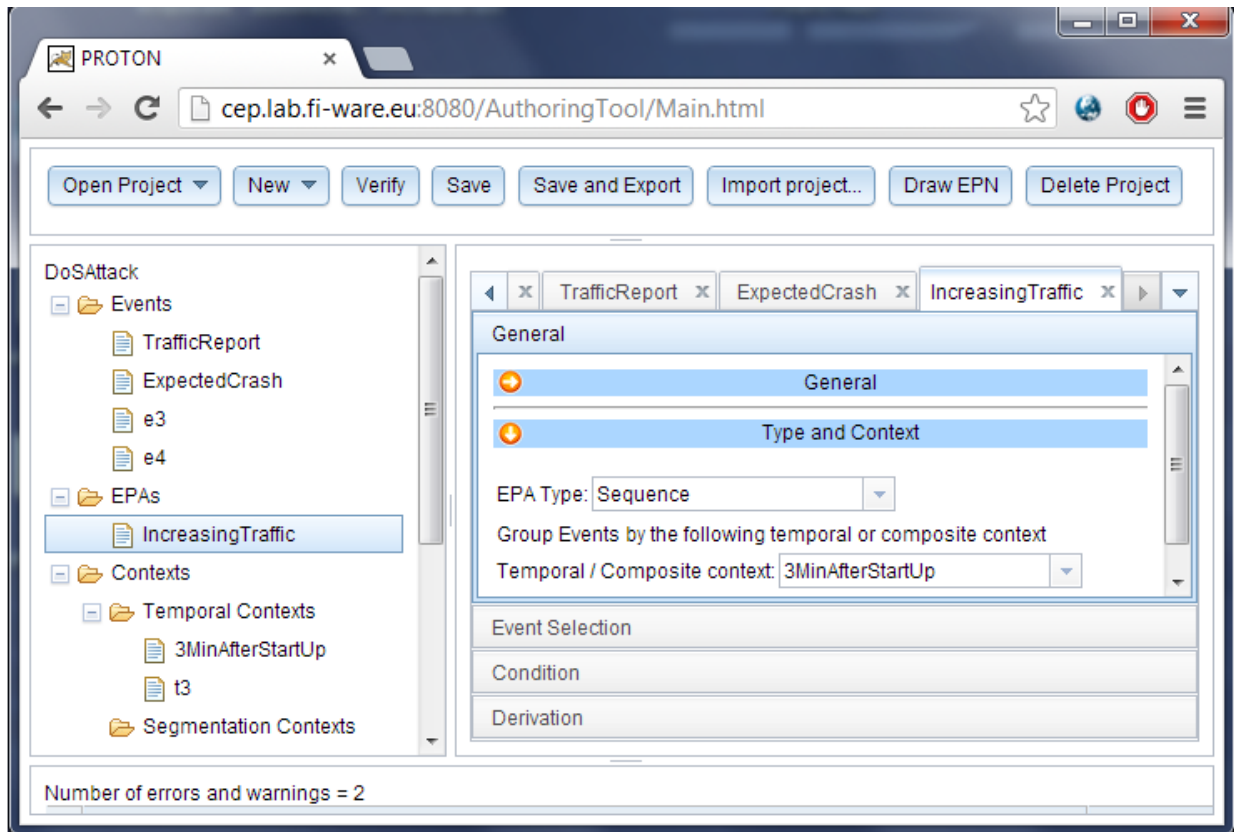 PROTON
cep.lab.fi-ware.eu:8080/AuthoringTool/Main.html
Open Project New Verify Save Save and Export Import project... Draw EPN Delete Project
DoSAttack
Events
TrafficReport
ExpectedCrash
e3
e4
EPAs
IncreasingTraffic
Contexts
Temporal Contexts
3MinAfterStartUp
t3
Segmentation Contexts
TrafficReport ExpectedCrash IncreasingTraffic
General
General
Type and Context
EPA Type: Sequence
Group Events by the following temporal or composite context
Temporal / Composite context: 3MinAfterStartUp
Event Selection
Condition
Derivation
Number of errors and warnings = 2